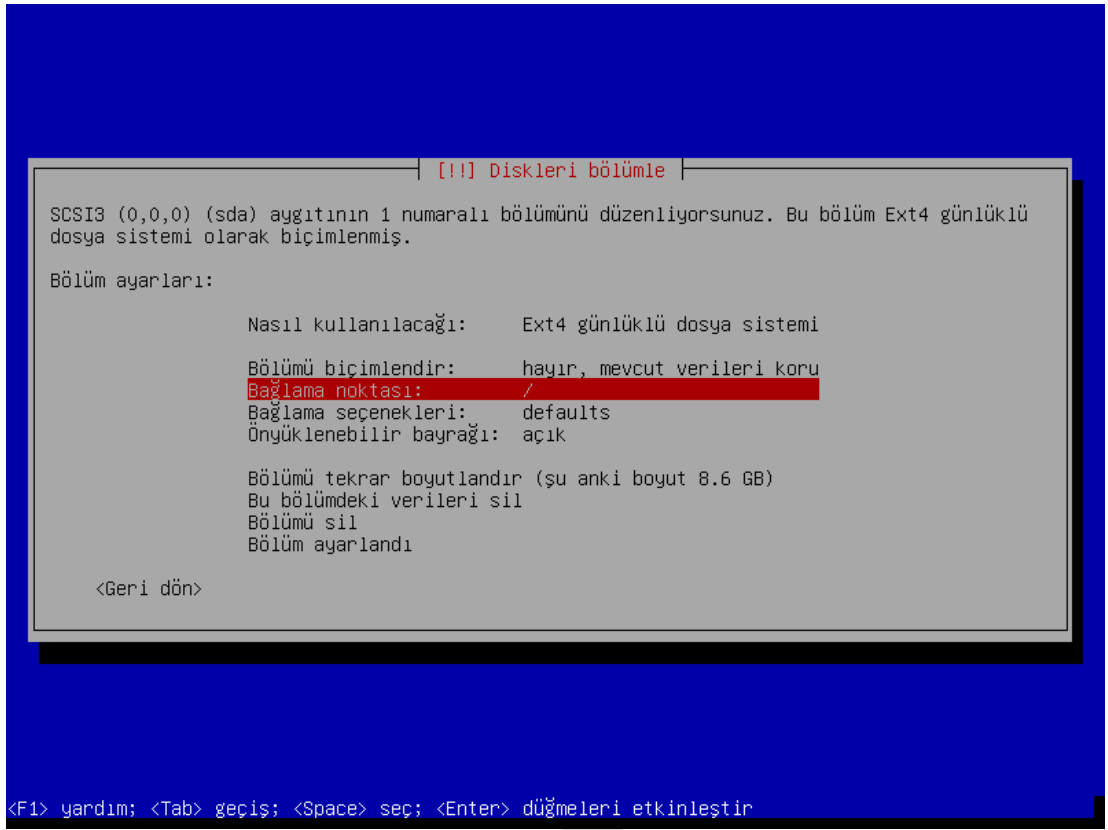 [!!] Diskleri bölümle
SCSI3 (0,0,0) (sda) aygıtının 1 numaralı bölümünü düzenliyorsunuz. Bu bölüm Ext4 günlüklü
dosya sistemi olarak biçimlenmiş.
Bölüm ayarları:
Nasıl kullanılacağı: Ext4 günlüklü dosya sistemi
Bölümü biçimlendir: hayır, mevcut verileri koru
Bağlama noktası: /
Bağlama seçenekleri: defaults
Önyüklenebilir bayrağı: açık
Bölümü tekrar boyutlandır (şu anki boyut 8.6 GB)
Bu bölümdeki verileri sil
Bölümü sil
Bölüm ayarlandı
<Geri dön>
<F1> yardım; <Tab> geçiş; <Space> seç; <Enter> düğmeleri etkinleştir